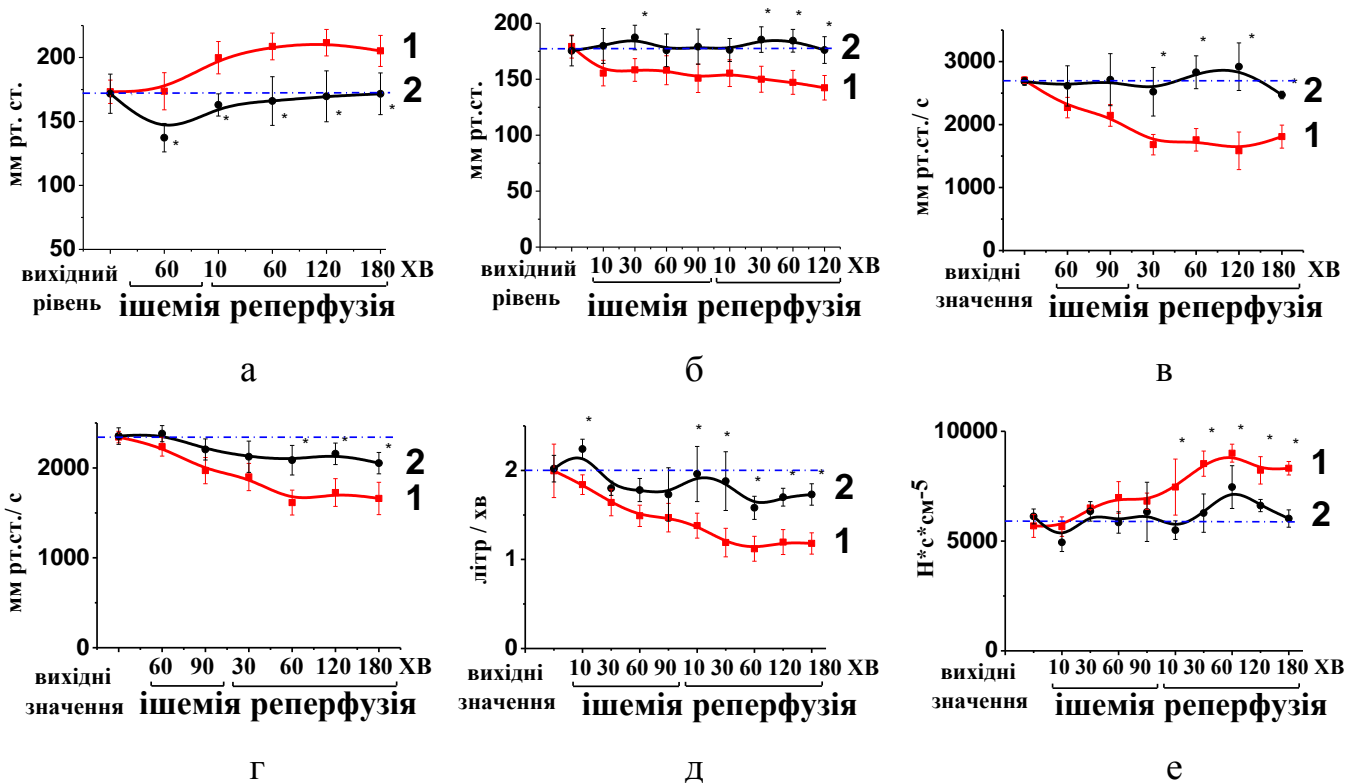 200
150
100
50
мм рт. ст.
1
2
*
*
*
*
*
60
10
60
120
180
ХВ
вихідний
рівень
ішемія реперфузія
а
200
150
100
50
0
мм рт.ст.
*
*
*
*
2
1
10 30 60 90 10 30 60 120
вихідний
рівень
ішемія реперфузія
б
3000
2000
1000
0
мм рт.ст./ с
*
*
*
*
2
1
60 90 30 60 120 180 ХВ
вихідні
значення
ішемія реперфузія
в
2000
1000
0
мм рт.ст./ с
*
*
*
2
1
60 90 30 60 120 180 ХВ
вихідні
значення
ішемія реперфузія
г
2
1
0
літр / хв
*
*
*
*
*
*
2
1
10 30 60 90 10 30 60 120 180 ХВ
вихідні
значення
ішемія реперфузія
д
10000
5000
0
Н*с*см-5
*
*
*
*
*
1
2
10 30 60 90 10 30 60 120 180 ХВ
вихідні
значення
ішемія реперфузія
е